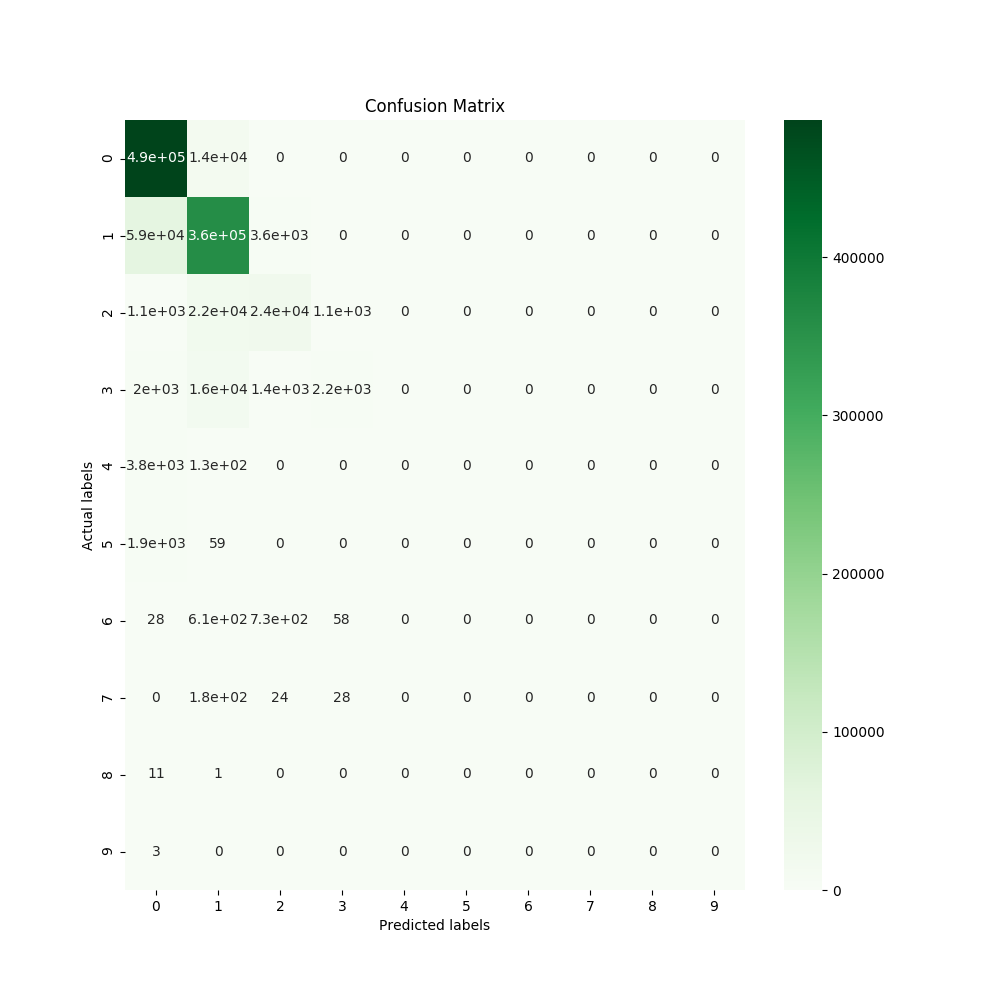 Confusion Matrix
0 4.9e+05 1.4e+04 0 0 0 0 0 0 0 0
1 5.9e+04 3.6e+05 3.6e+03 0 0 0 0 0 0 0
400000
2 1.1e+03 2.2e+04 2.4e+04 1.1e+03 0 0 0 0 0 0
3 2e+03 1.6e+04 1.4e+03 2.2e+03 0 0 0 0 0 0
300000
4 3.8e+03 1.3e+02 0 0 0 0 0 0 0 0
Actual labels
5 1.9e+03 59 0 0 0 0 0 0 0 0
200000
6 28 6.1e+02 7.3e+02 58 0 0 0 0 0 0
7 0 1.8e+02 24 28 0 0 0 0 0 0
100000
8 11 1 0 0 0 0 0 0 0 0
9 3 0 0 0 0 0 0 0 0 0
0
0 1 2 3 4 5 6 7 8 9
Predicted labels